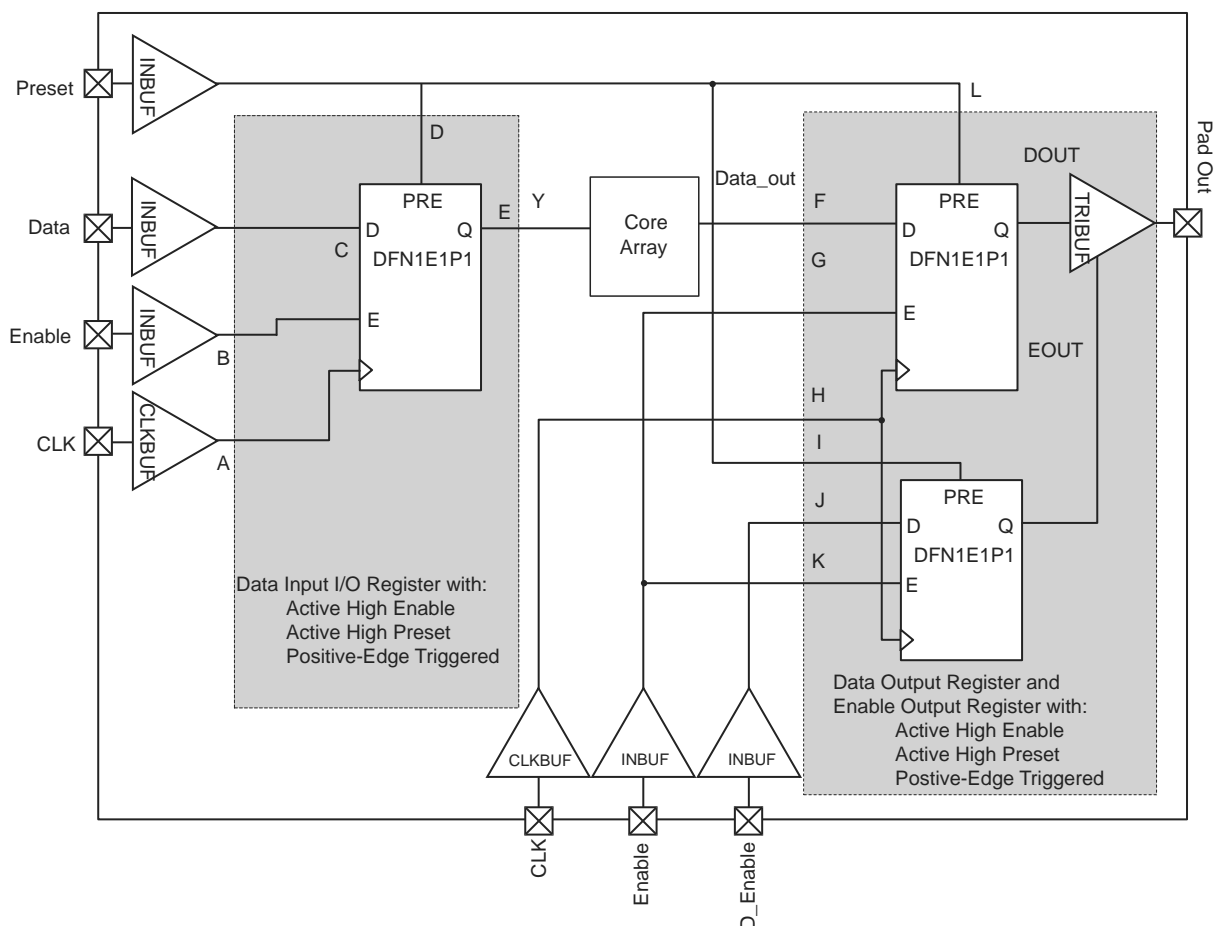 Preset
INBUF
L
D
Pad Out
DOUT
Data
INBUF
PRE
D
Q
C
DFN1E1P1
E
E
Y
Core
Array
Data_out
F
G
PRE
D
Q
DFN1E1P1
E
TRIBUF
EOUT
Enable
INBUF
B
CLK
CLKBUF
A
H
I
J
K
PRE
D
Q
DFN1E1P1
E
Data Input I/O Register with:
Active High Enable
Active High Preset
Positive-Edge Triggered
Data Output Register and
Enable Output Register with:
Active High Enable
Active High Preset
Postive-Edge Triggered
CLKBUF
INBUF
INBUF
CLK
Enable
D_Enable